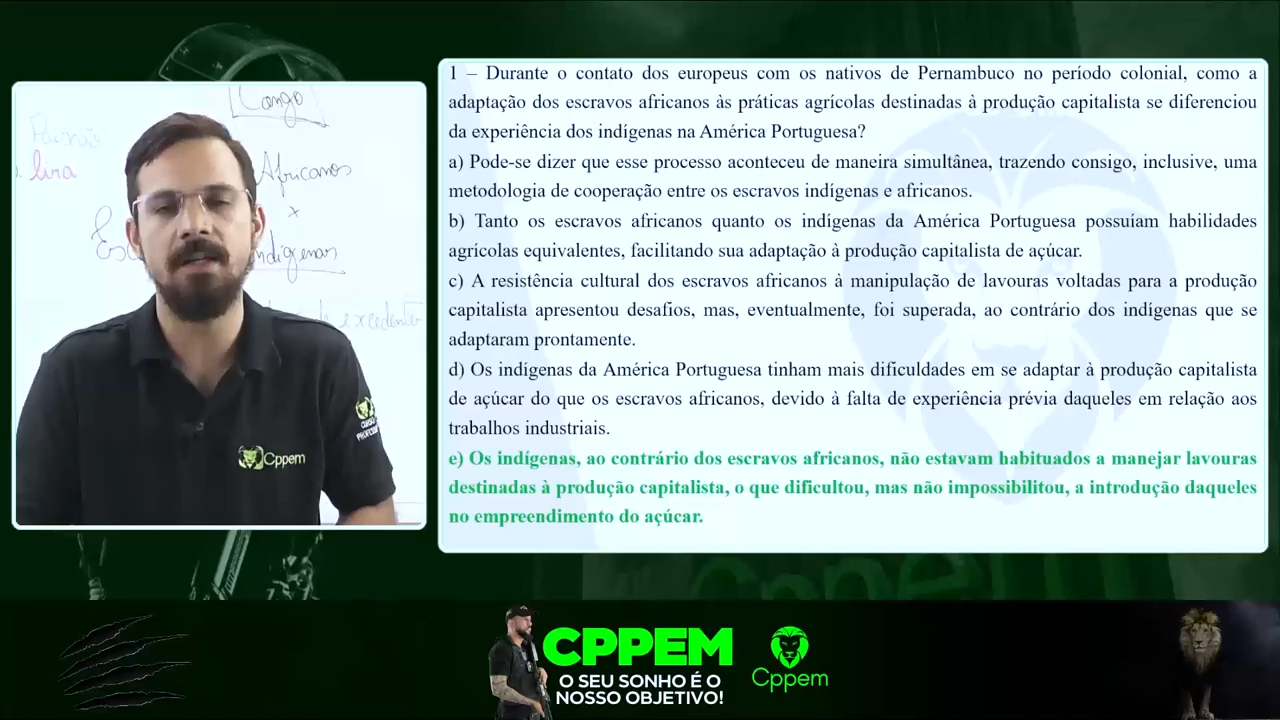 Congo
lira
Africanos
x
Indígenas
excedente
Cppem
1 – Durante o contato dos europeus com os nativos de Pernambuco no período colonial, como a
adaptação dos escravos africanos às práticas agrícolas destinadas à produção capitalista se diferenciou
da experiência dos indígenas na América Portuguesa?
a) Pode-se dizer que esse processo aconteceu de maneira simultânea, trazendo consigo, inclusive, uma
metodologia de cooperação entre os escravos indígenas e africanos.
b) Tanto os escravos africanos quanto os indígenas da América Portuguesa possuíam habilidades
agrícolas equivalentes, facilitando sua adaptação à produção capitalista de açúcar.
c) A resistência cultural dos escravos africanos à manipulação de lavouras voltadas para a produção
capitalista apresentou desafios, mas, eventualmente, foi superada, ao contrário dos indígenas que se
adaptaram prontamente.
d) Os indígenas da América Portuguesa tinham mais dificuldades em se adaptar à produção capitalista
de açúcar do que os escravos africanos, devido à falta de experiência prévia daqueles em relação aos
trabalhos industriais.
e) Os indígenas, ao contrário dos escravos africanos, não estavam habituados a manejar lavouras
destinadas à produção capitalista, o que dificultou, mas não impossibilitou, a introdução daqueles
no empreendimento do açúcar.
Cppem
CPPEM
O SEU SONHO É O
NOSSO OBJETIVO!
Cppem